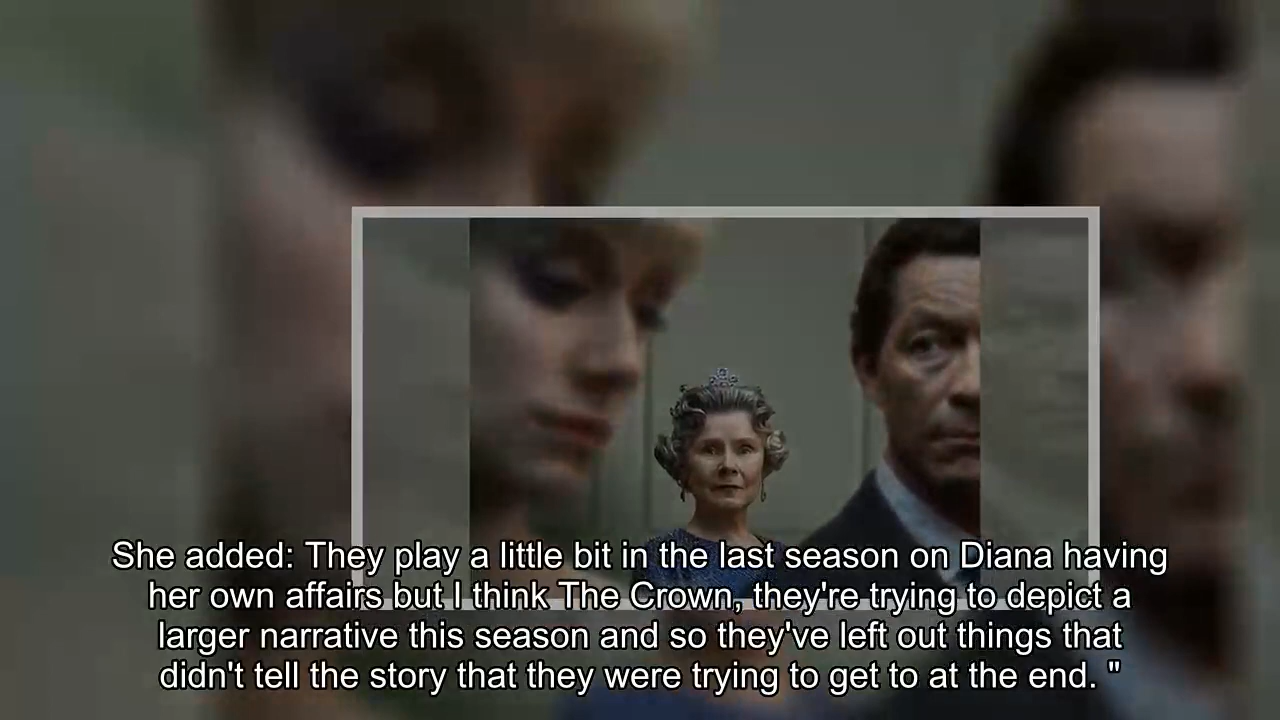 She added: They play a little bit in the last season on Diana having
her own affairs but I think The Crown, they're trying to depict a
larger narrative this season and so they've left out things that
didn't tell the story that they were trying to get to at the end. "